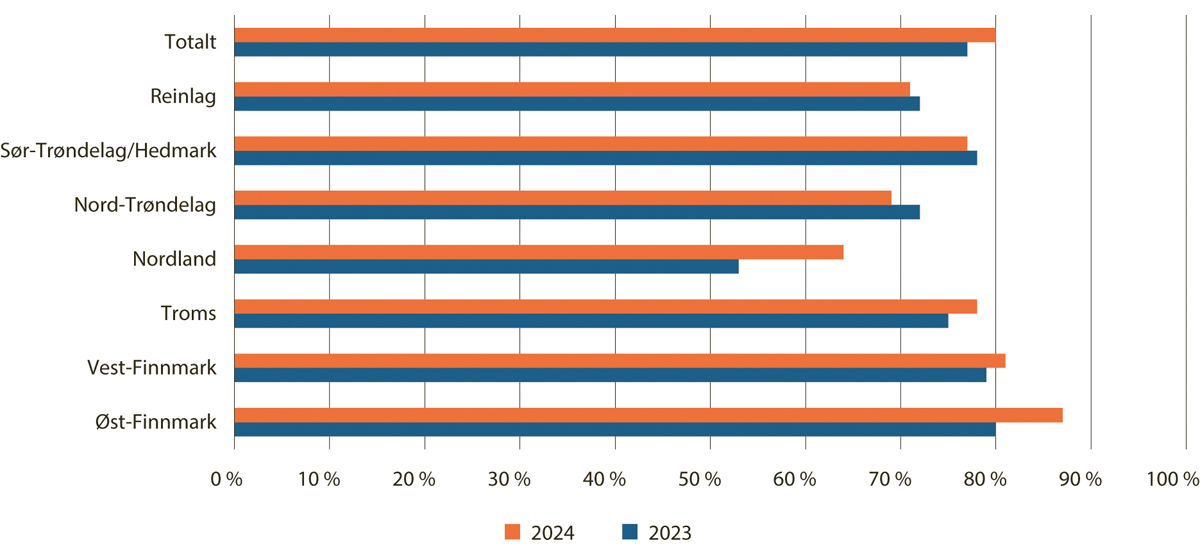 Totalt
Reinlag
Sør-Trøndelag/Hedmark
Nord-Trøndelag
Nordland
Troms
Vest-Finnmark
Øst-Finnmark
0 % 10 % 20 % 30 % 40 % 50 % 60 % 70 % 80 % 90 % 100 %
2024 2023